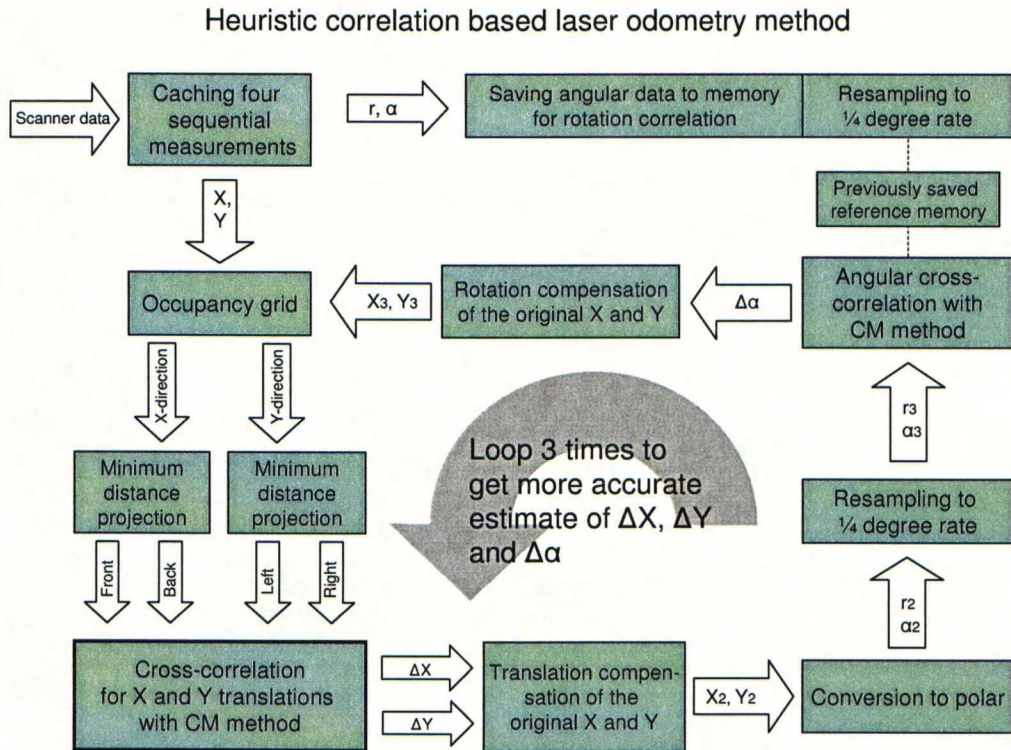 Heuristic correlation based laser odometry method
Scanner data
Caching four
sequential
measurements
r, α
Saving angular data to memory
for rotation correlation
Resampling to
¼ degree rate
Previously saved
reference memory
X,
Y
Occupancy grid
X3, Y3
Rotation compensation
of the original X and Y
Δα
Angular cross-
correlation with
CM method
X-direction
Y-direction
r3
α3
Minimum
distance
projection
Minimum
distance
projection
Loop 3 times to
get more accurate
estimate of ΔX, ΔY
and Δα
Resampling to
¼ degree rate
Front
Back
Left
Right
r2
α2
Cross-correlation
for X and Y translations
with CM method
ΔX
ΔY
Translation compen-
sation of the
original X and Y
X2, Y2
Conversion to polar